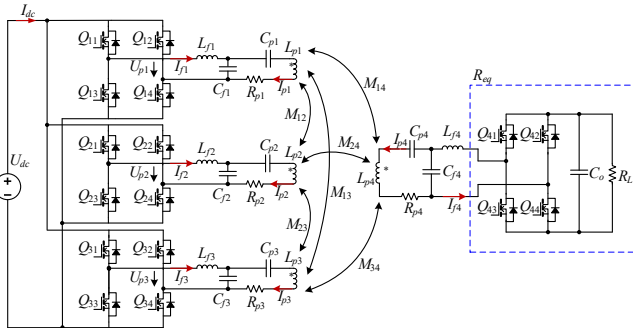 I_dc
Q_11
Q_12
L_f1
C_p1
L_p1
U_p1
I_f1
*
I_p1
M_14
Q_13
Q_14
C_f1
R_p1
M_12
R_eq
Q_21
Q_22
L_f2
C_p2
L_p2
M_24
I_p4
C_p4
L_f4
Q_41
Q_42
U_dc
U_p2
I_f2
*
L_p4
*
C_f4
C_o
R_L
Q_23
Q_24
C_f2
R_p2
I_p2
M_13
R_p4
I_f4
Q_43
Q_44
M_23
Q_31
Q_32
L_f3
C_p3
L_p3
M_34
U_p3
I_f3
*
Q_33
Q_34
C_f3
R_p3
I_p3